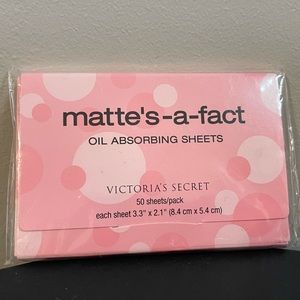 matte's-a-fact
OIL ABSORBING SHEETS
VICTORIA'S SECRET
50 sheets/pack
each sheet 3.3" x 2.1" (8.4 cm x 5.4 cm)